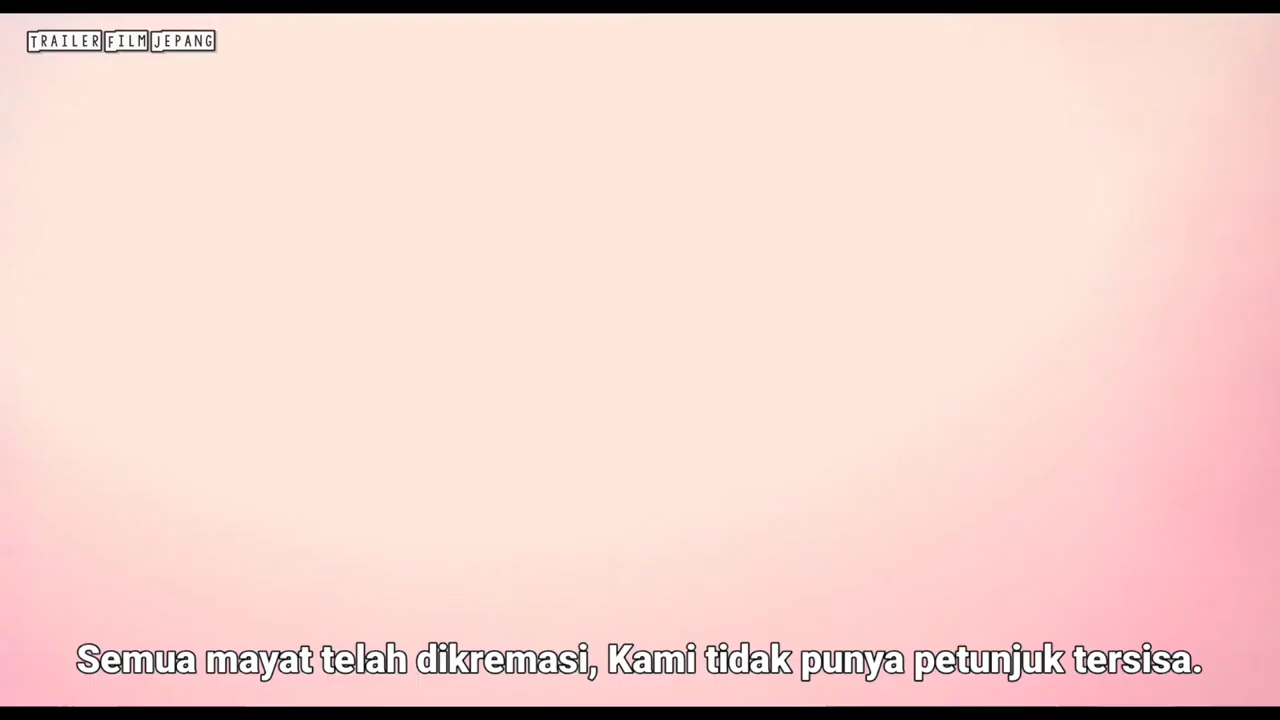 TRAILER FILM JEPANG
Semua mayat telah dikremasi, Kami tidak punya petunjuk tersisa.